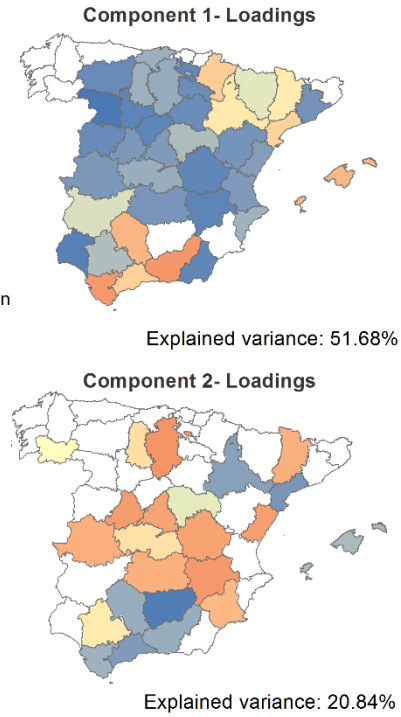 Component 1- Loadings
n
Explained variance: 51.68%
Component 2- Loadings
Explained variance: 20.84%